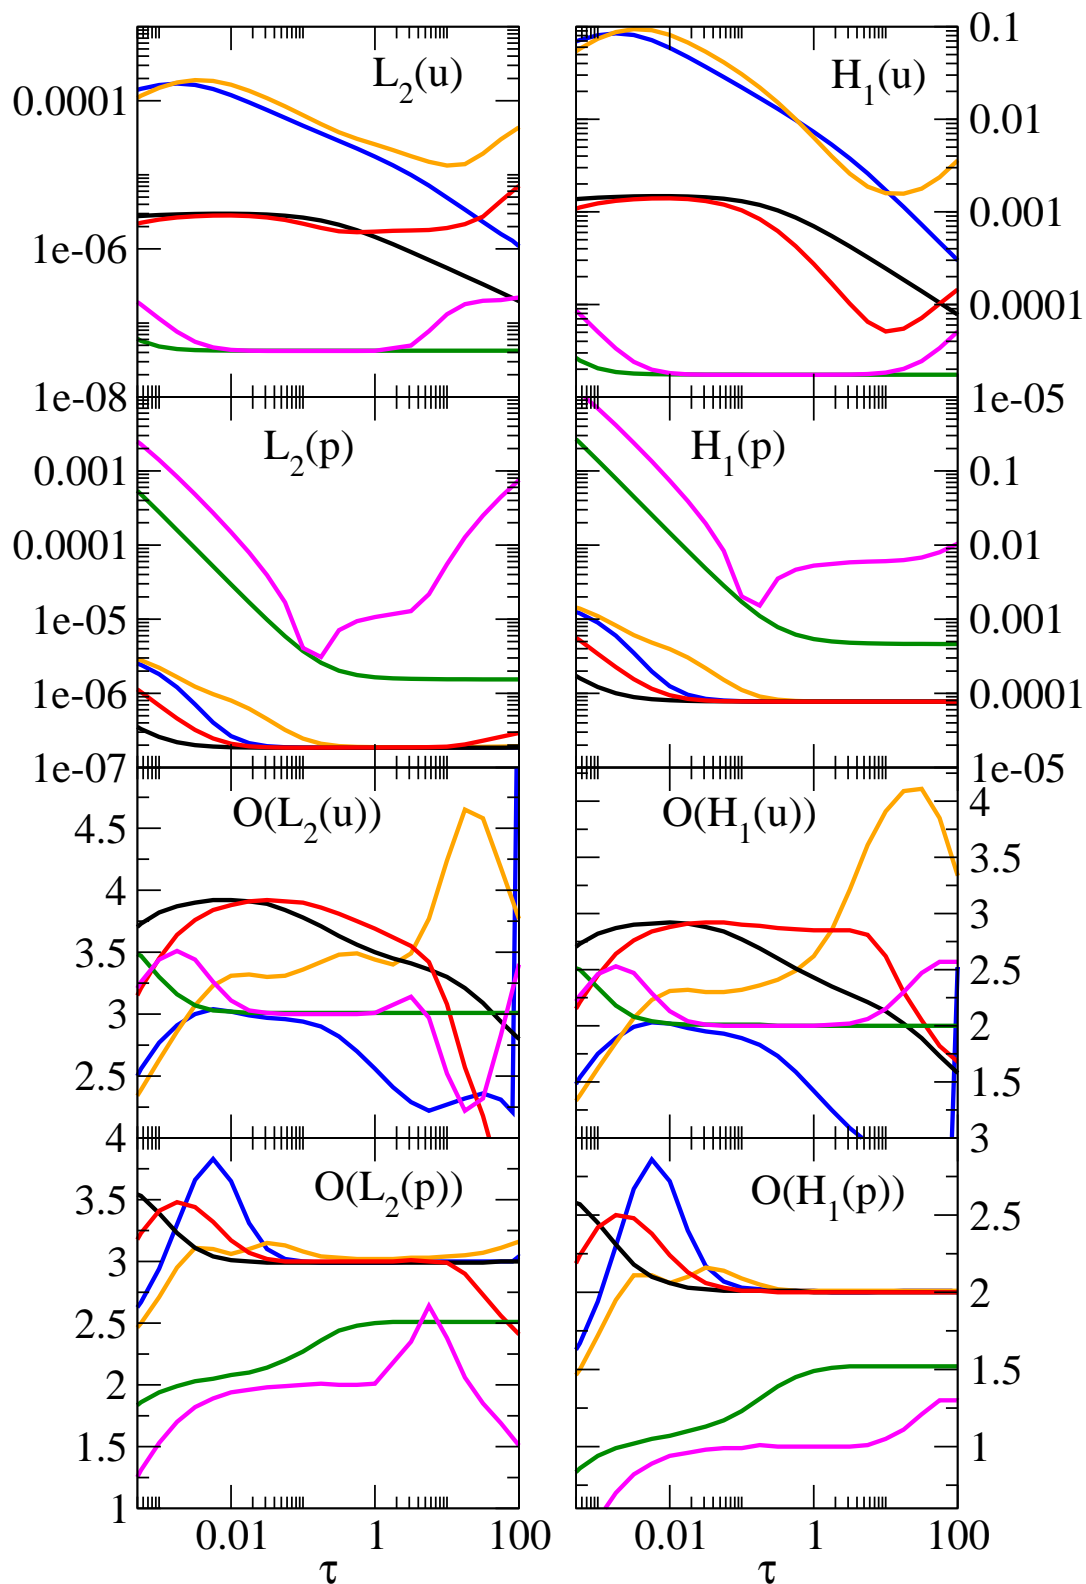 L2(u) H1(u)
0.1
0.0001
0.01
0.001
1e-06
0.0001
1e-08 1e-05
L2(p) H1(p)
0.001 0.1
0.0001 0.01
1e-05 0.001
1e-06 0.0001
1e-07 1e-05
O(L2(u)) O(H1(u))
4
4.5
3.5
4
3
3.5
2.5
3
2
2.5
1.5
4 3
O(L2(p)) O(H1(p))
3.5
2.5
3
2
2.5
2
1.5
1.5
1
1
0.01 1 100 0.01 1 100
τ τ